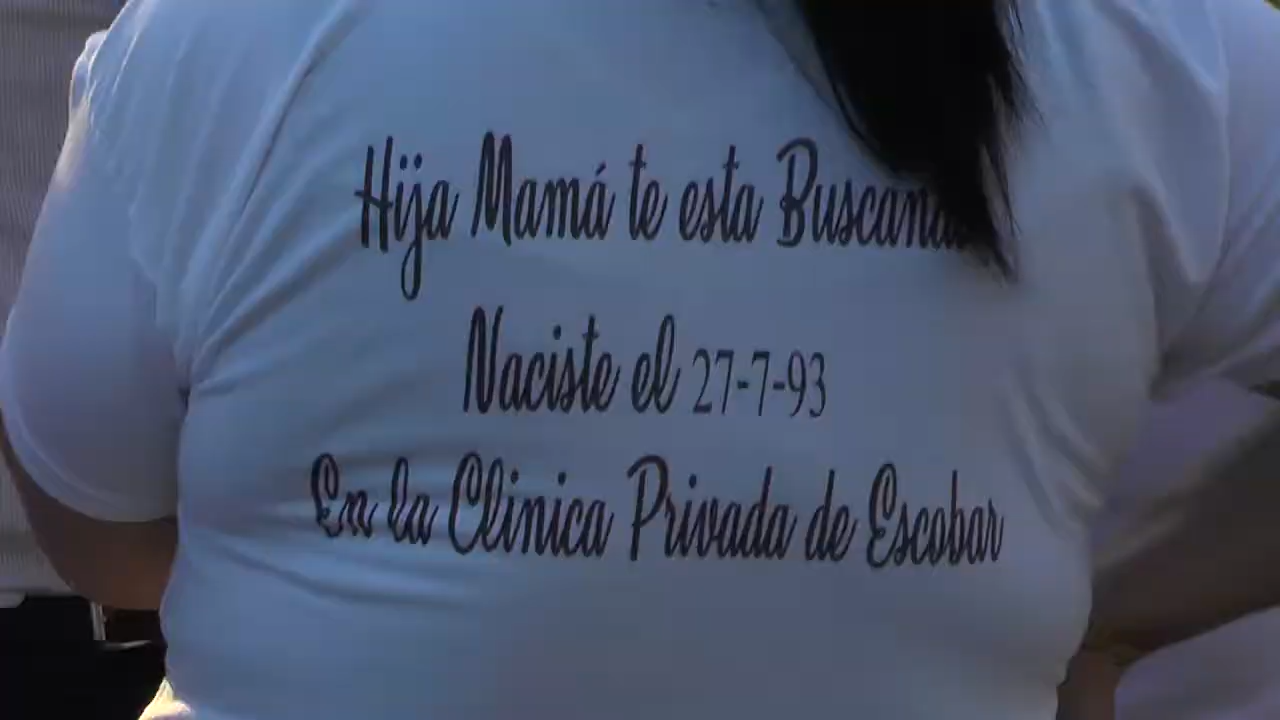 Hija Mamá te esta
Naciste el 27-7-93
En la Clinica Privada de Escobar